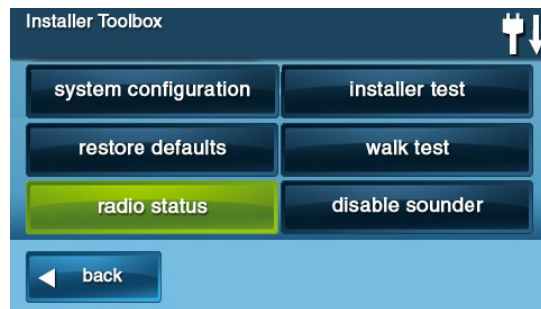 Installer Toolbox
system configuration
installer test
restore defaults
walk test
radio status
disable sounder
back